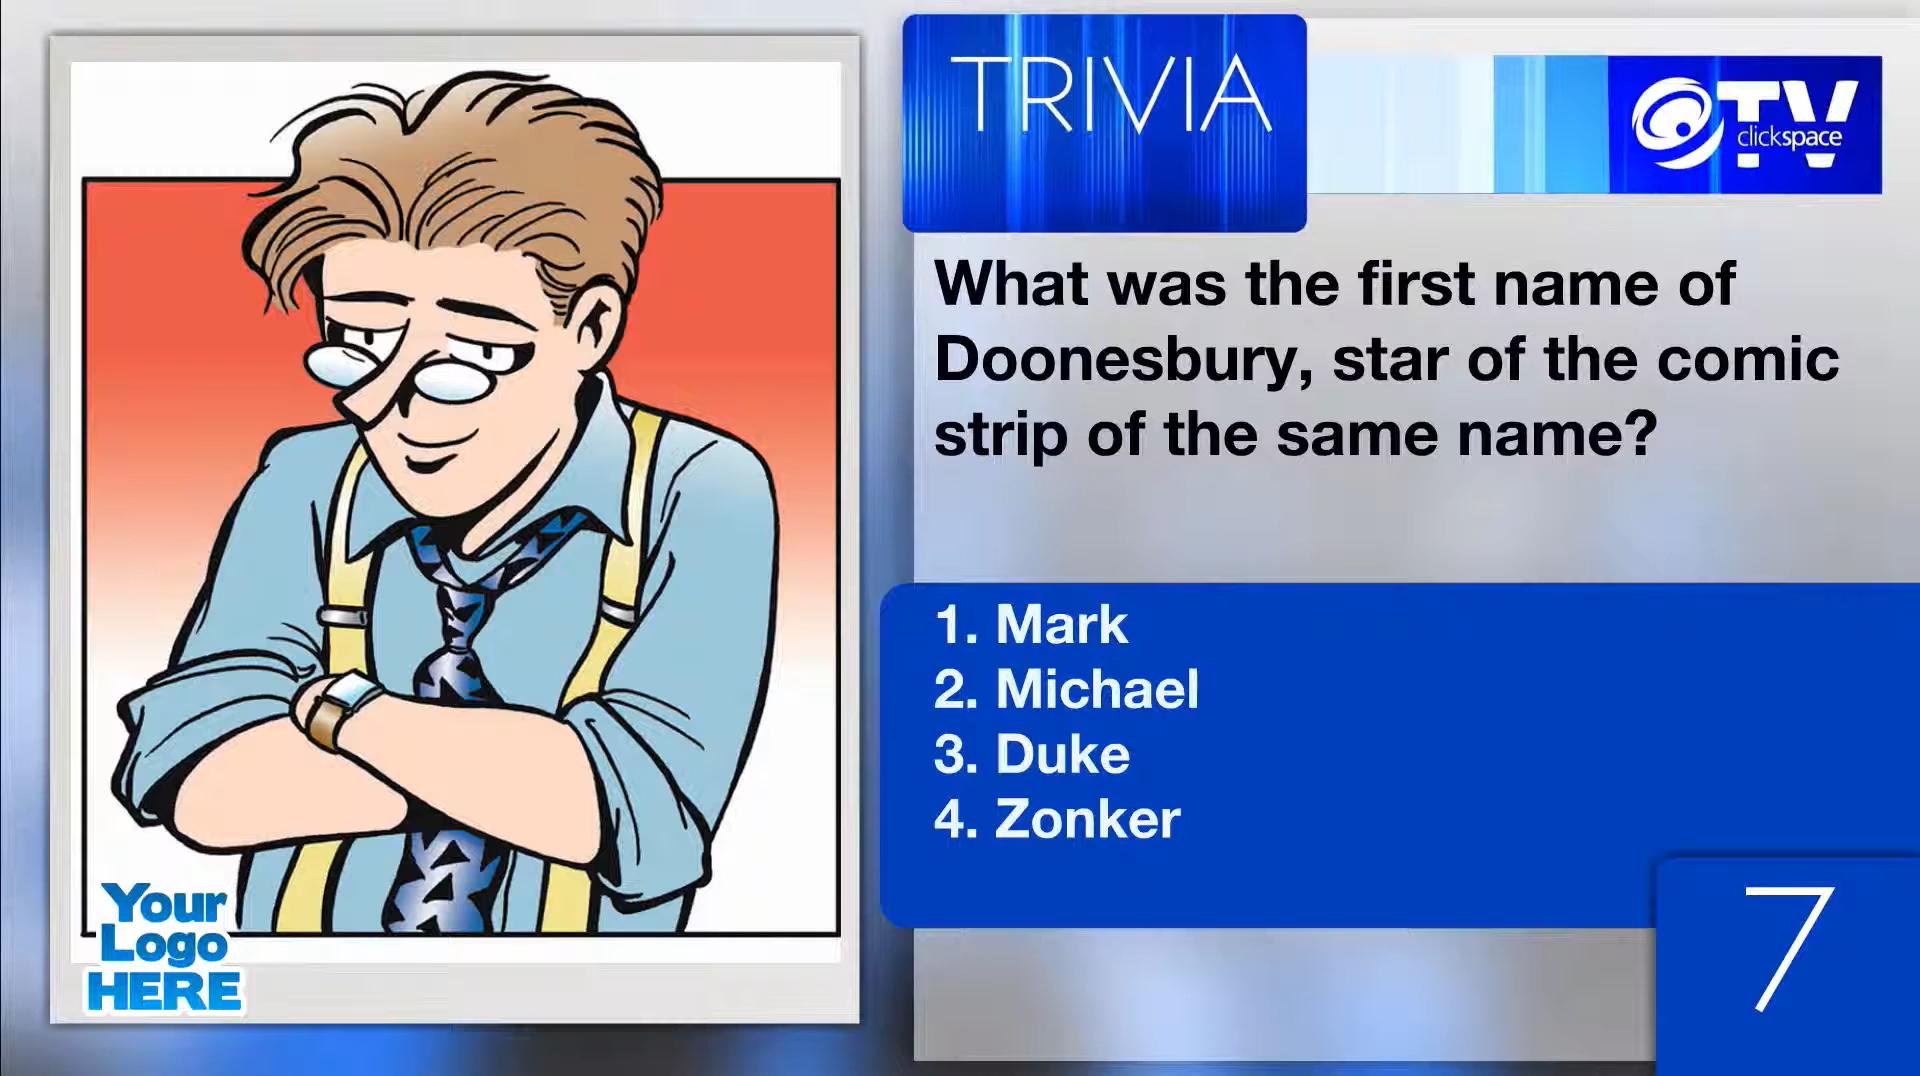 TRIVIA
TV
clickspace
What was the first name of
Doonesbury, star of the comic
strip of the same name?
1. Mark
2. Michael
3. Duke
4. Zonker
7
Your
Logo
HERE